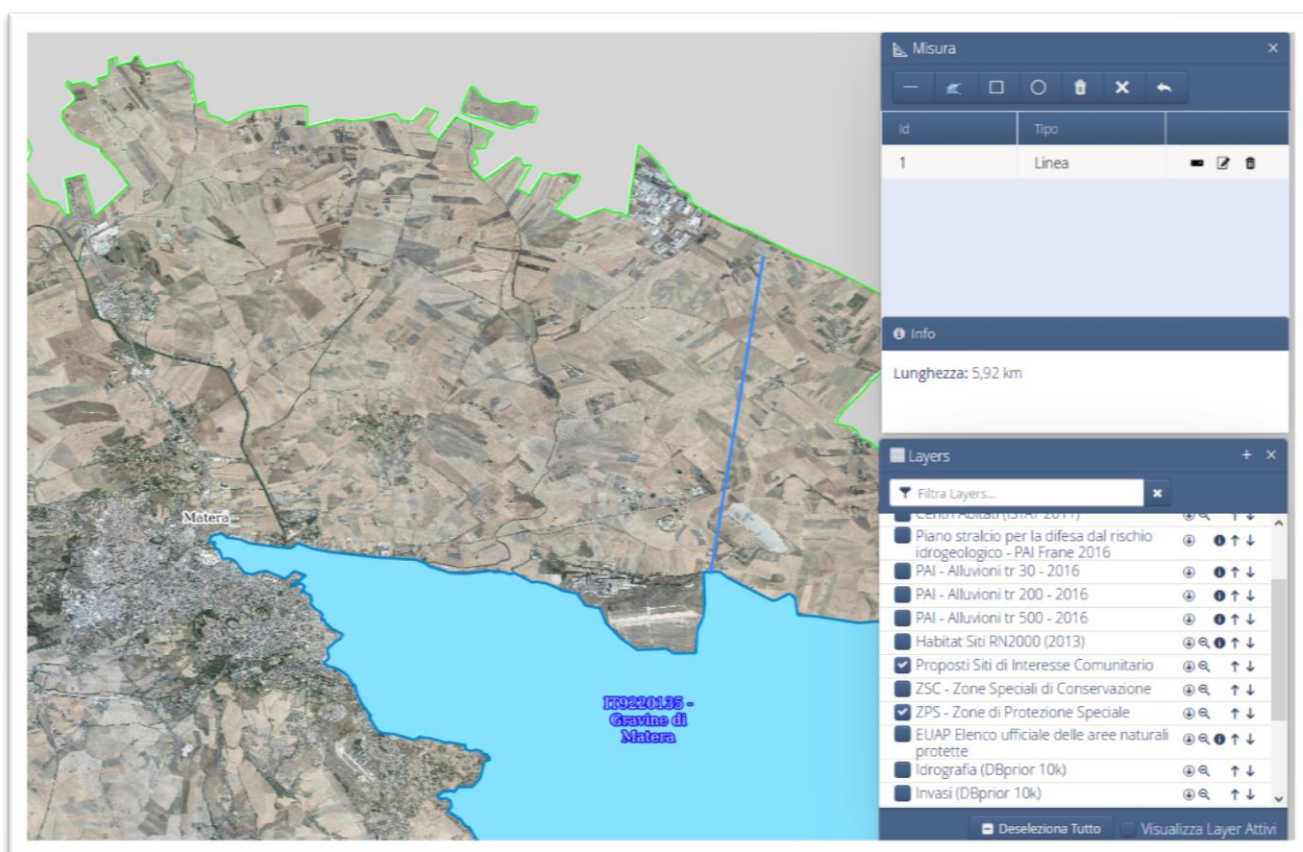 Misura
Id Tipo
1 Linea
Info
Lunghezza: 5,92 km
Layers
Filtra Layers...
Centri Abitati (ISTAT 2011)
Piano stralcio per la difesa dal rischio
idrogeologico - PAI Frane 2016
PAI - Alluvioni tr 30 - 2016
PAI - Alluvioni tr 200 - 2016
PAI - Alluvioni tr 500 - 2016
Habitat Siti RN2000 (2013)
Proposti Siti di Interesse Comunitario
ZSC - Zone Speciali di Conservazione
ZPS - Zone di Protezione Speciale
EUAP Elenco ufficiale delle aree naturali
protette
Idrografia (DBprior 10k)
Invasi (DBprior 10k)
Deseleziona Tutto Visualizza Layer Attivi
Matera
IT9220135 -
Gravine di
Matera